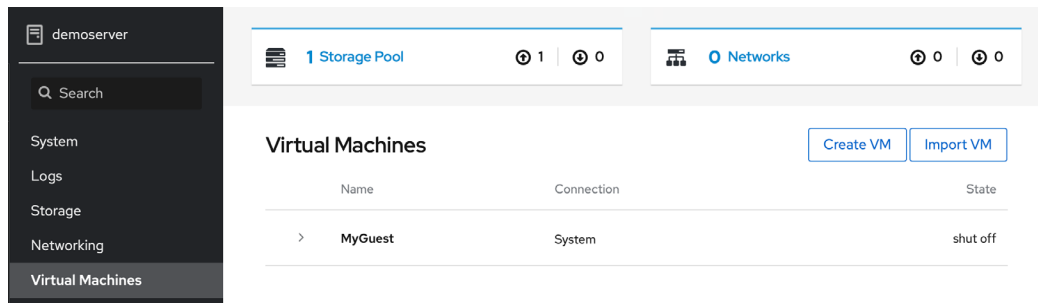 demoserver
Search
System
Logs
Storage
Networking
Virtual Machines
1 Storage Pool 1 0
0 Networks 0 0
Virtual Machines
Create VM Import VM
Name Connection State
MyGuest System shut off